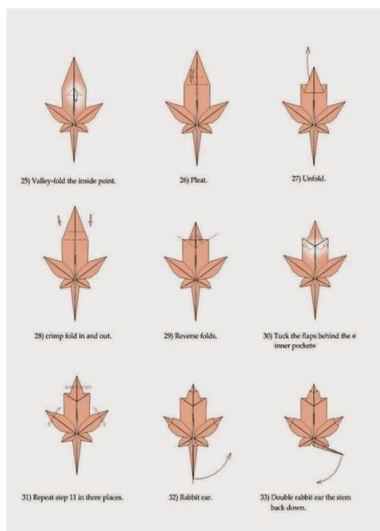 25) Valley-fold the inside point.
26) Pleat.
27) Unfold.
28) crimp fold in and out.
29) Reverse folds.
30) Tuck the flaps behind the «
inner pocket«
31) Repeat step 11 in three places.
32) Rabbit ear.
33) Double rabbit ear the stem
back down.